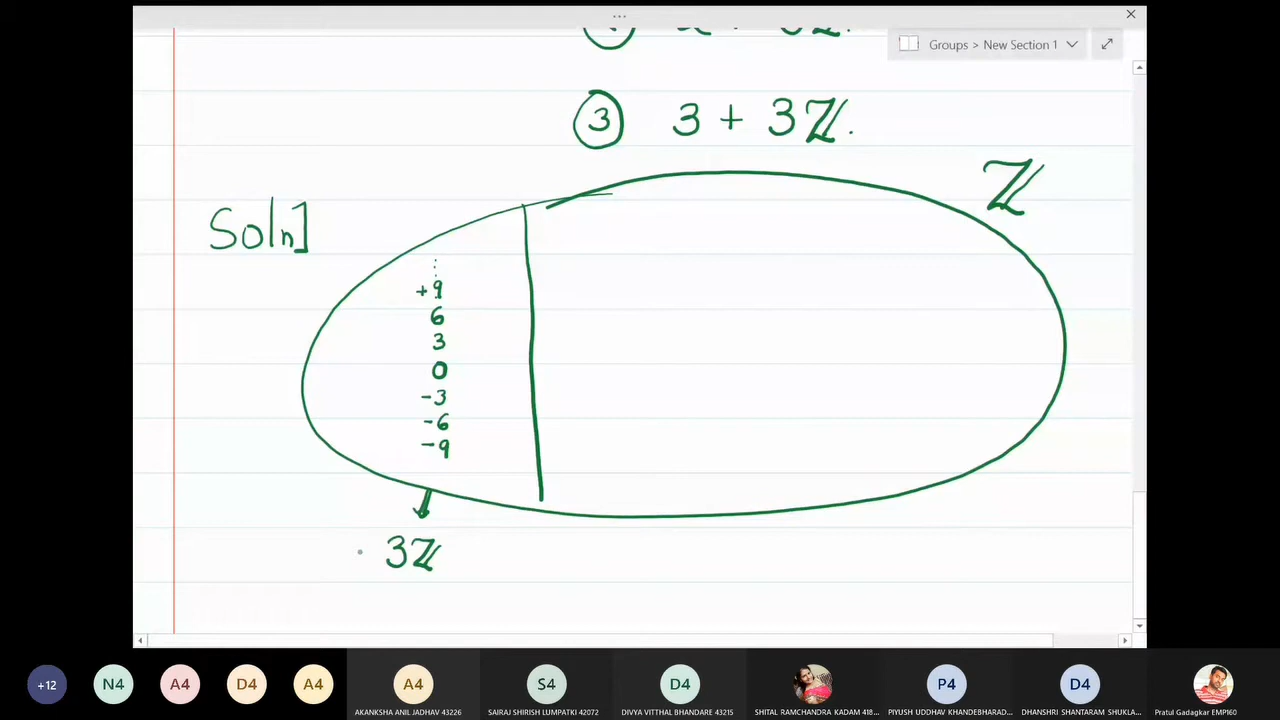 Groups > New Section 1
③ 3 + 3ℤ.
ℤ
Soln]
⋮
+9
6
3
0
-3
-6
-9
3ℤ
+12
N4
A4
D4
A4
A4
S4
D4
P4
D4
AKANKSHA ANIL JADHAV 43226
SAIRAJ SHIRISH LUMPATKI 42072
DIVYA VITTHAL BHANDARE 43215
SHITAL RAMCHANDRA KADAM 418...
PIYUSH UDDHAV KHANDEBHARAD...
DHANSHRI SHANTARAM SHUKLA...
Pratul Gadagkar EMP160